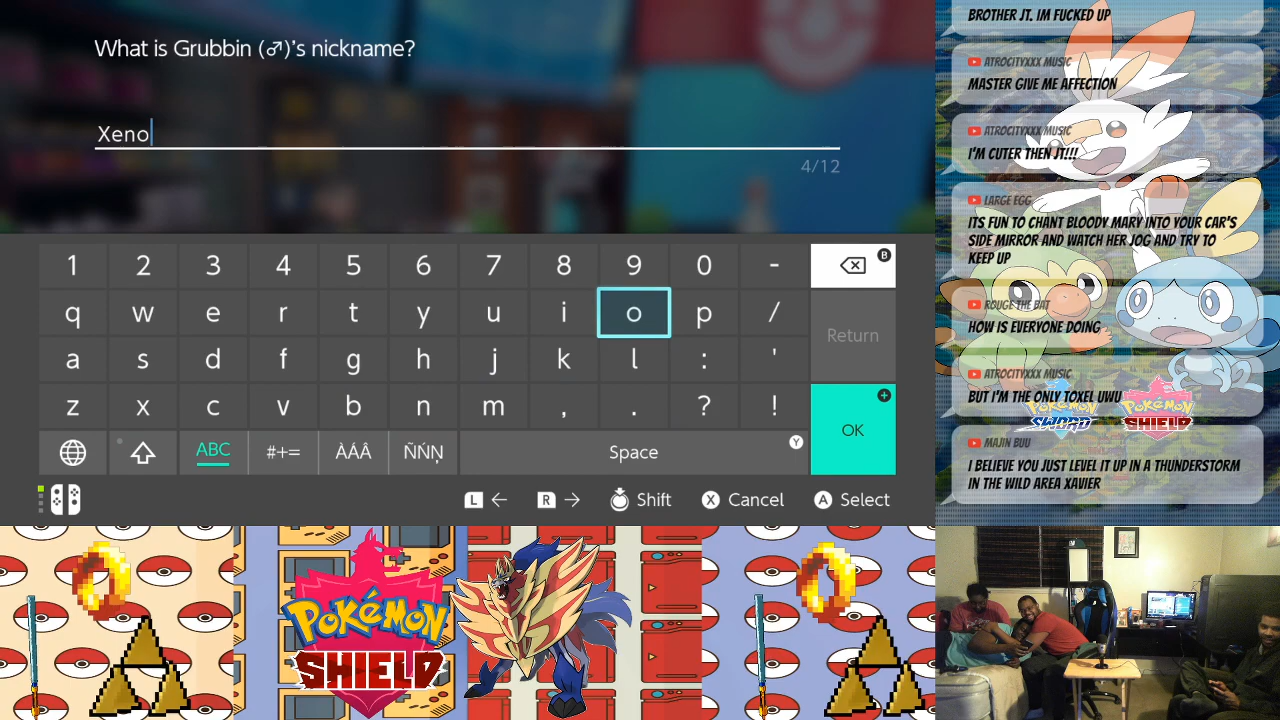 What is Grubbin (♂)'s nickname?
Xeno
4/12
1 2 3 4 5 6 7 8 9 0 - B
q w e r t y u i o p / Return
a s d f g h j k l : '
z x c v b n m , . ? ! +
OK
ABC #+= ÀÁÂ ÑŃŅ Space Y
L ← R → Shift X Cancel A Select
BROTHER JT. IM FUCKED UP
ATROCITYXXX MUSIC
MASTER GIVE ME AFFECTION
ATROCITYXXX MUSIC
I'M CUTER THEN JT!!!
LARGE EGG
ITS FUN TO CHANT BLOODY MARY INTO YOUR CAR'S
SIDE MIRROR AND WATCH HER JOG AND TRY TO
KEEP UP
ROUGE THE BAT
HOW IS EVERYONE DOING
ATROCITYXXX MUSIC
BUT I'M THE ONLY TOXEL UWU
POKÉMON POKÉMON
SWORD SHIELD
MAJIN BUU
I BELIEVE YOU JUST LEVEL IT UP IN A THUNDERSTORM
IN THE WILD AREA XAVIER
POKÉMON
SHIELD